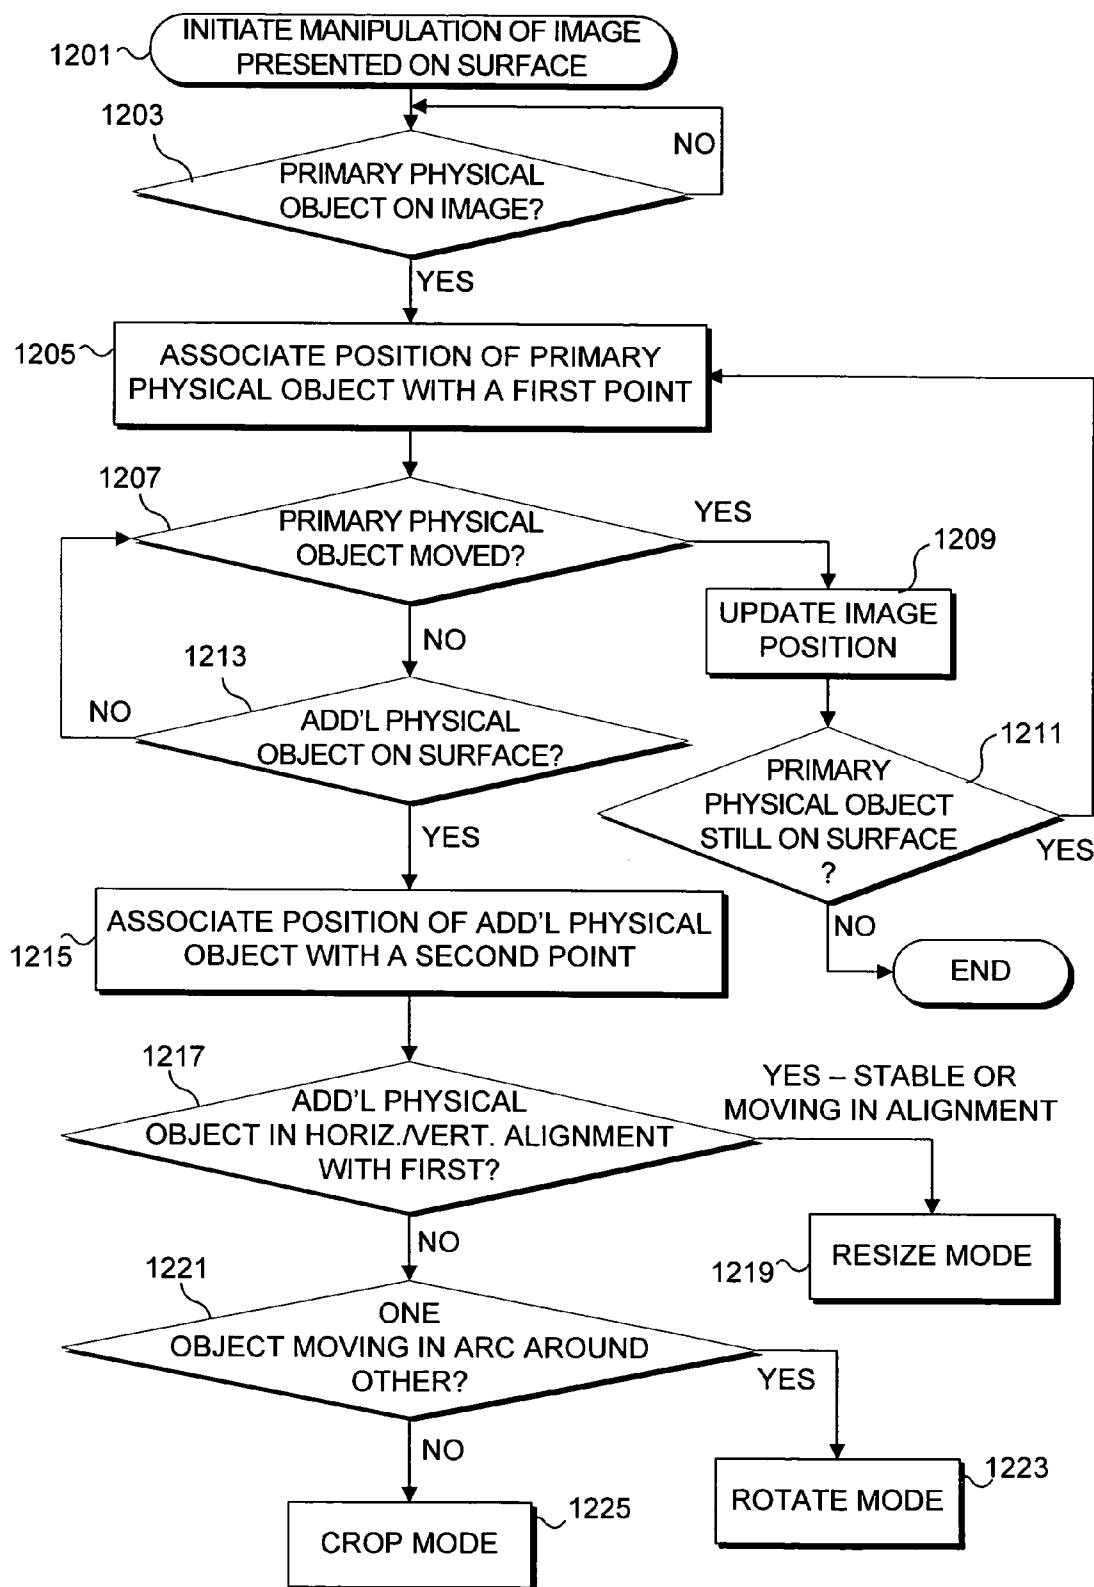 INITIATE MANIPULATION OF IMAGE
PRESENTED ON SURFACE
1201
1203
NO
PRIMARY PHYSICAL
OBJECT ON IMAGE?
YES
1205
ASSOCIATE POSITION OF PRIMARY
PHYSICAL OBJECT WITH A FIRST POINT
1207
PRIMARY PHYSICAL
OBJECT MOVED?
YES
1209
UPDATE IMAGE
POSITION
NO
1213
NO
ADD'L PHYSICAL
OBJECT ON SURFACE?
1211
PRIMARY
PHYSICAL OBJECT
STILL ON SURFACE
?
YES
YES
NO
END
1215
ASSOCIATE POSITION OF ADD'L PHYSICAL
OBJECT WITH A SECOND POINT
1217
ADD'L PHYSICAL
OBJECT IN HORIZ./VERT. ALIGNMENT
WITH FIRST?
YES – STABLE OR
MOVING IN ALIGNMENT
NO
1219
RESIZE MODE
1221
ONE
OBJECT MOVING IN ARC AROUND
OTHER?
YES
NO
1223
ROTATE MODE
1225
CROP MODE